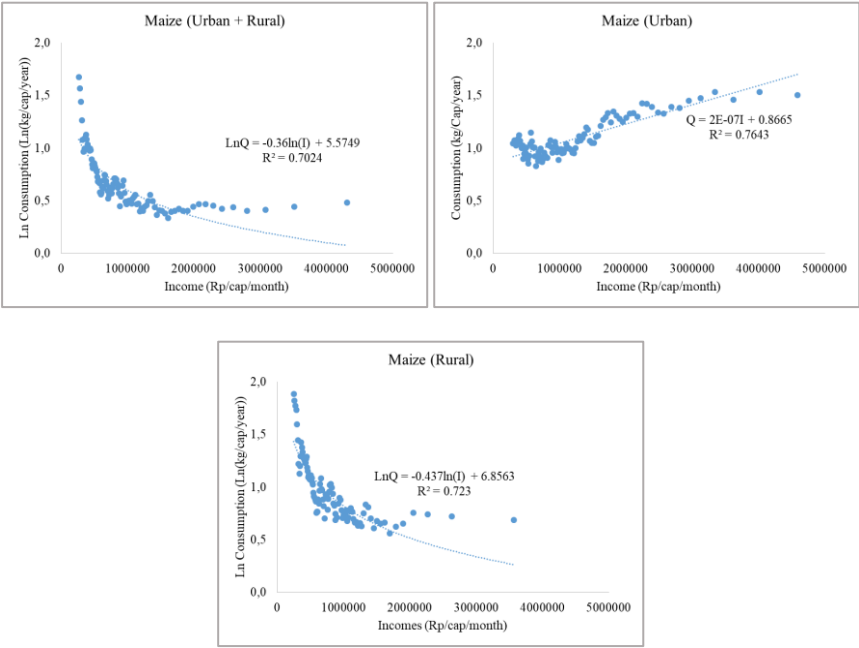 Maize (Urban + Rural)
Ln Consumption (Ln(kg/cap/year))
2,0
1,5
1,0
0,5
0,0
LnQ = -0.36ln(I) + 5.5749
R² = 0.7024
0 1000000 2000000 3000000 4000000 5000000
Income (Rp/cap/month)
Maize (Urban)
Consumption (kg/Cap/year)
2,0
1,5
1,0
0,5
0,0
Q = 2E-07I + 0.8665
R² = 0.7643
0 1000000 2000000 3000000 4000000 5000000
Income (Rp/cap/month)
Maize (Rural)
Ln Consumption (Ln(kg/cap/year))
2,0
1,5
1,0
0,5
0,0
LnQ = -0.437ln(I) + 6.8563
R² = 0.723
0 1000000 2000000 3000000 4000000 5000000
Incomes (Rp/cap/month)